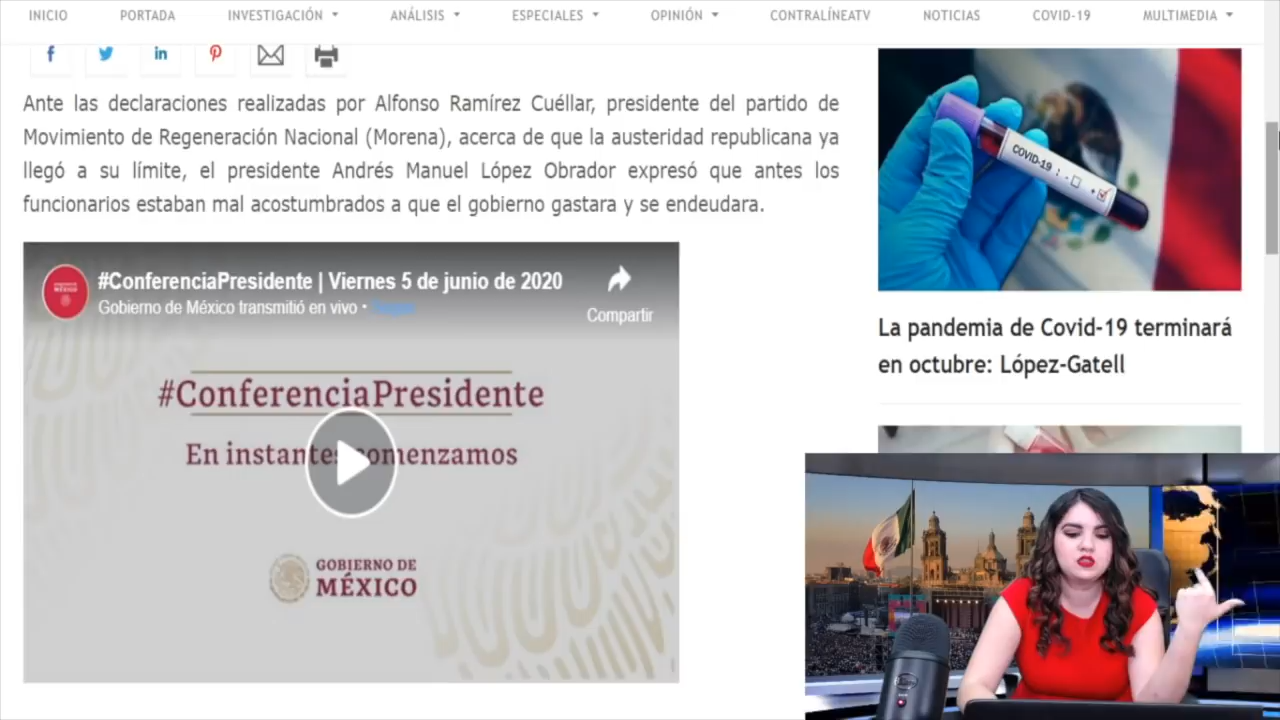 INICIO
PORTADA
INVESTIGACIÓN
ANÁLISIS
ESPECIALES
OPINIÓN
CONTRALÍNEATV
NOTICIAS
COVID-19
MULTIMEDIA
Ante las declaraciones realizadas por Alfonso Ramírez Cuéllar, presidente del partido de
Movimiento de Regeneración Nacional (Morena), acerca de que la austeridad republicana ya
llegó a su límite, el presidente Andrés Manuel López Obrador expresó que antes los
funcionarios estaban mal acostumbrados a que el gobierno gastara y se endeudara.
#ConferenciaPresidente | Viernes 5 de junio de 2020
Gobierno de México transmitió en vivo •
Compartir
#ConferenciaPresidente
En instantes comenzamos
GOBIERNO DE
MÉXICO
COVID-19 :
La pandemia de Covid-19 terminará
en octubre: López-Gatell